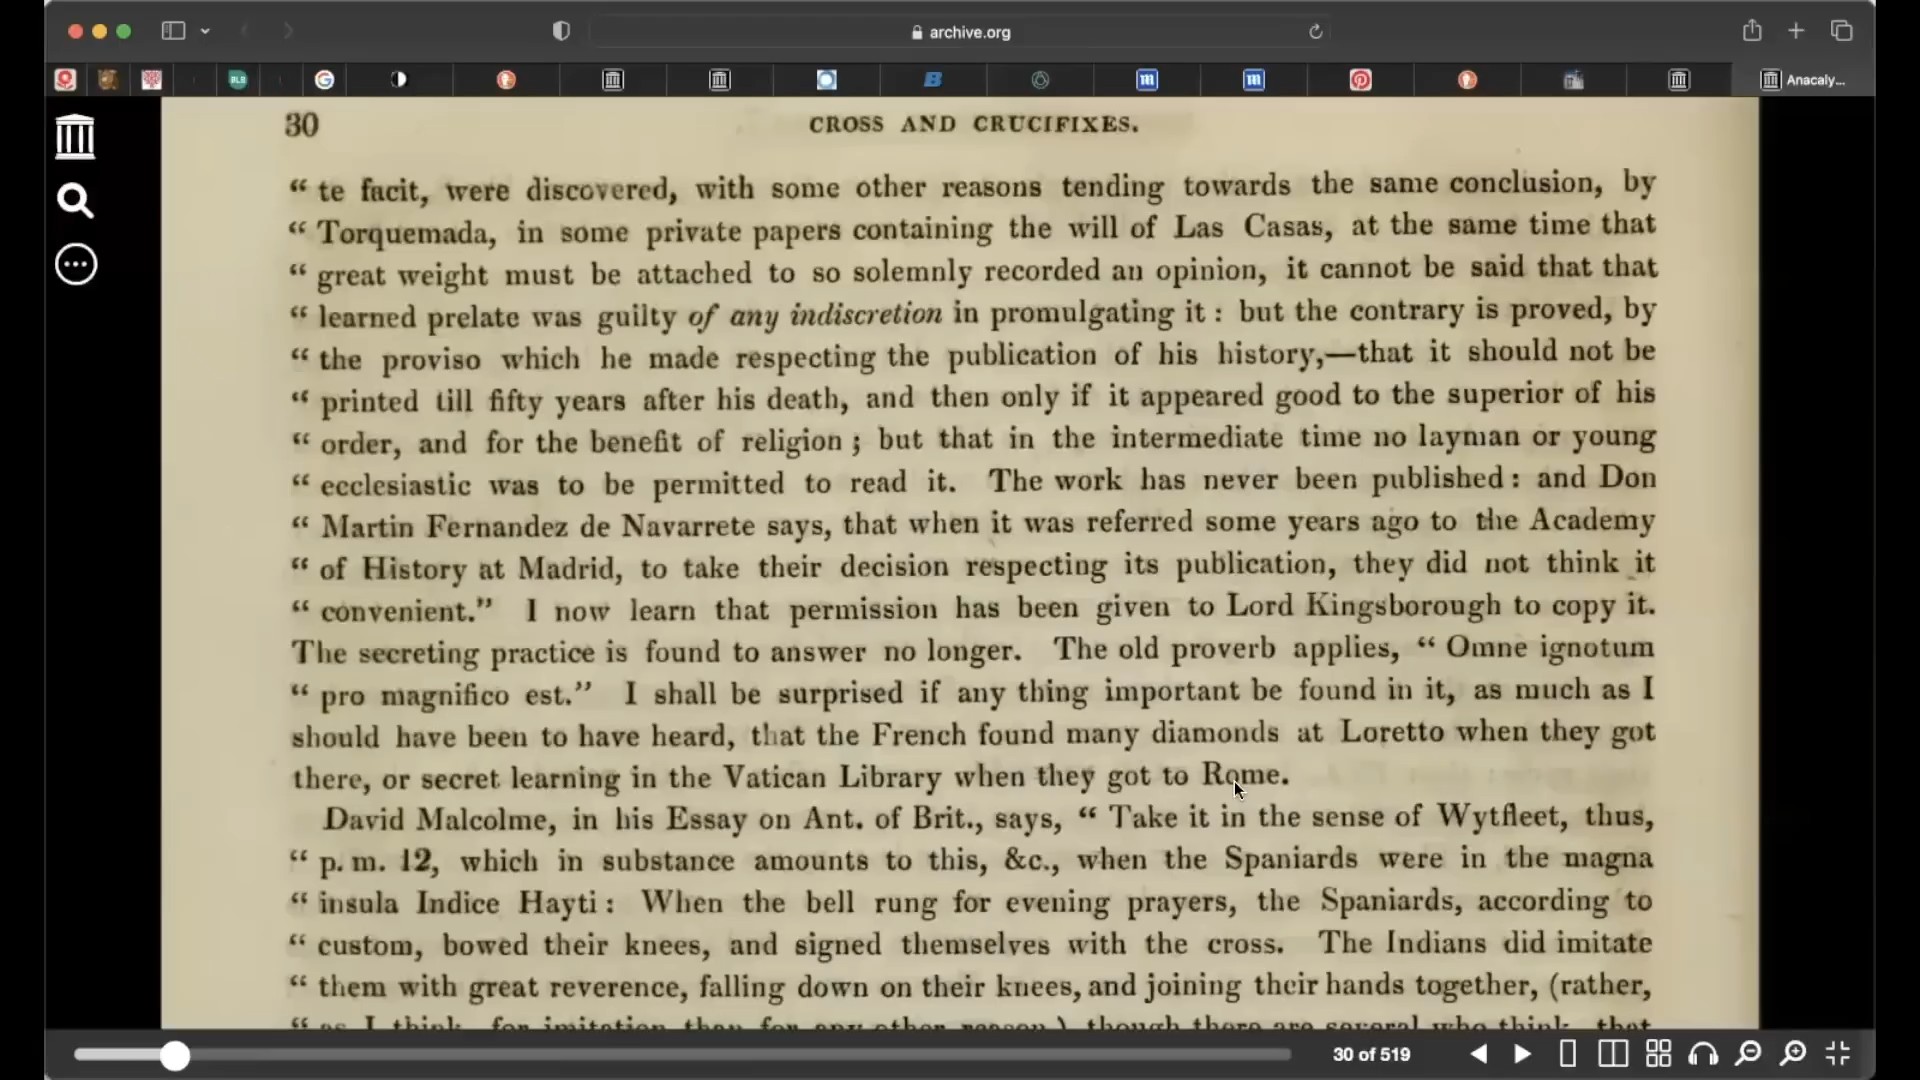 archive.org
BLB
Anacaly...
30
CROSS AND CRUCIFIXES.
“ te facit, were discovered, with some other reasons tending towards the same conclusion, by
“ Torquemada, in some private papers containing the will of Las Casas, at the same time that
“ great weight must be attached to so solemnly recorded an opinion, it cannot be said that that
“ learned prelate was guilty of any indiscretion in promulgating it : but the contrary is proved, by
“ the proviso which he made respecting the publication of his history,—that it should not be
“ printed till fifty years after his death, and then only if it appeared good to the superior of his
“ order, and for the benefit of religion ; but that in the intermediate time no layman or young
“ ecclesiastic was to be permitted to read it. The work has never been published : and Don
“ Martin Fernandez de Navarrete says, that when it was referred some years ago to the Academy
“ of History at Madrid, to take their decision respecting its publication, they did not think it
“ convenient.” I now learn that permission has been given to Lord Kingsborough to copy it.
The secreting practice is found to answer no longer. The old proverb applies, “ Omne ignotum
“ pro magnifico est.” I shall be surprised if any thing important be found in it, as much as I
should have been to have heard, that the French found many diamonds at Loretto when they got
there, or secret learning in the Vatican Library when they got to Rome.
David Malcolme, in his Essay on Ant. of Brit., says, “ Take it in the sense of Wytfleet, thus,
“ p. m. 12, which in substance amounts to this, &c., when the Spaniards were in the magna
“ insula Indice Hayti : When the bell rung for evening prayers, the Spaniards, according to
“ custom, bowed their knees, and signed themselves with the cross. The Indians did imitate
“ them with great reverence, falling down on their knees, and joining their hands together, (rather,
“ as I think, for imitation than for any other reason,) though there are several who think, that
30 of 519